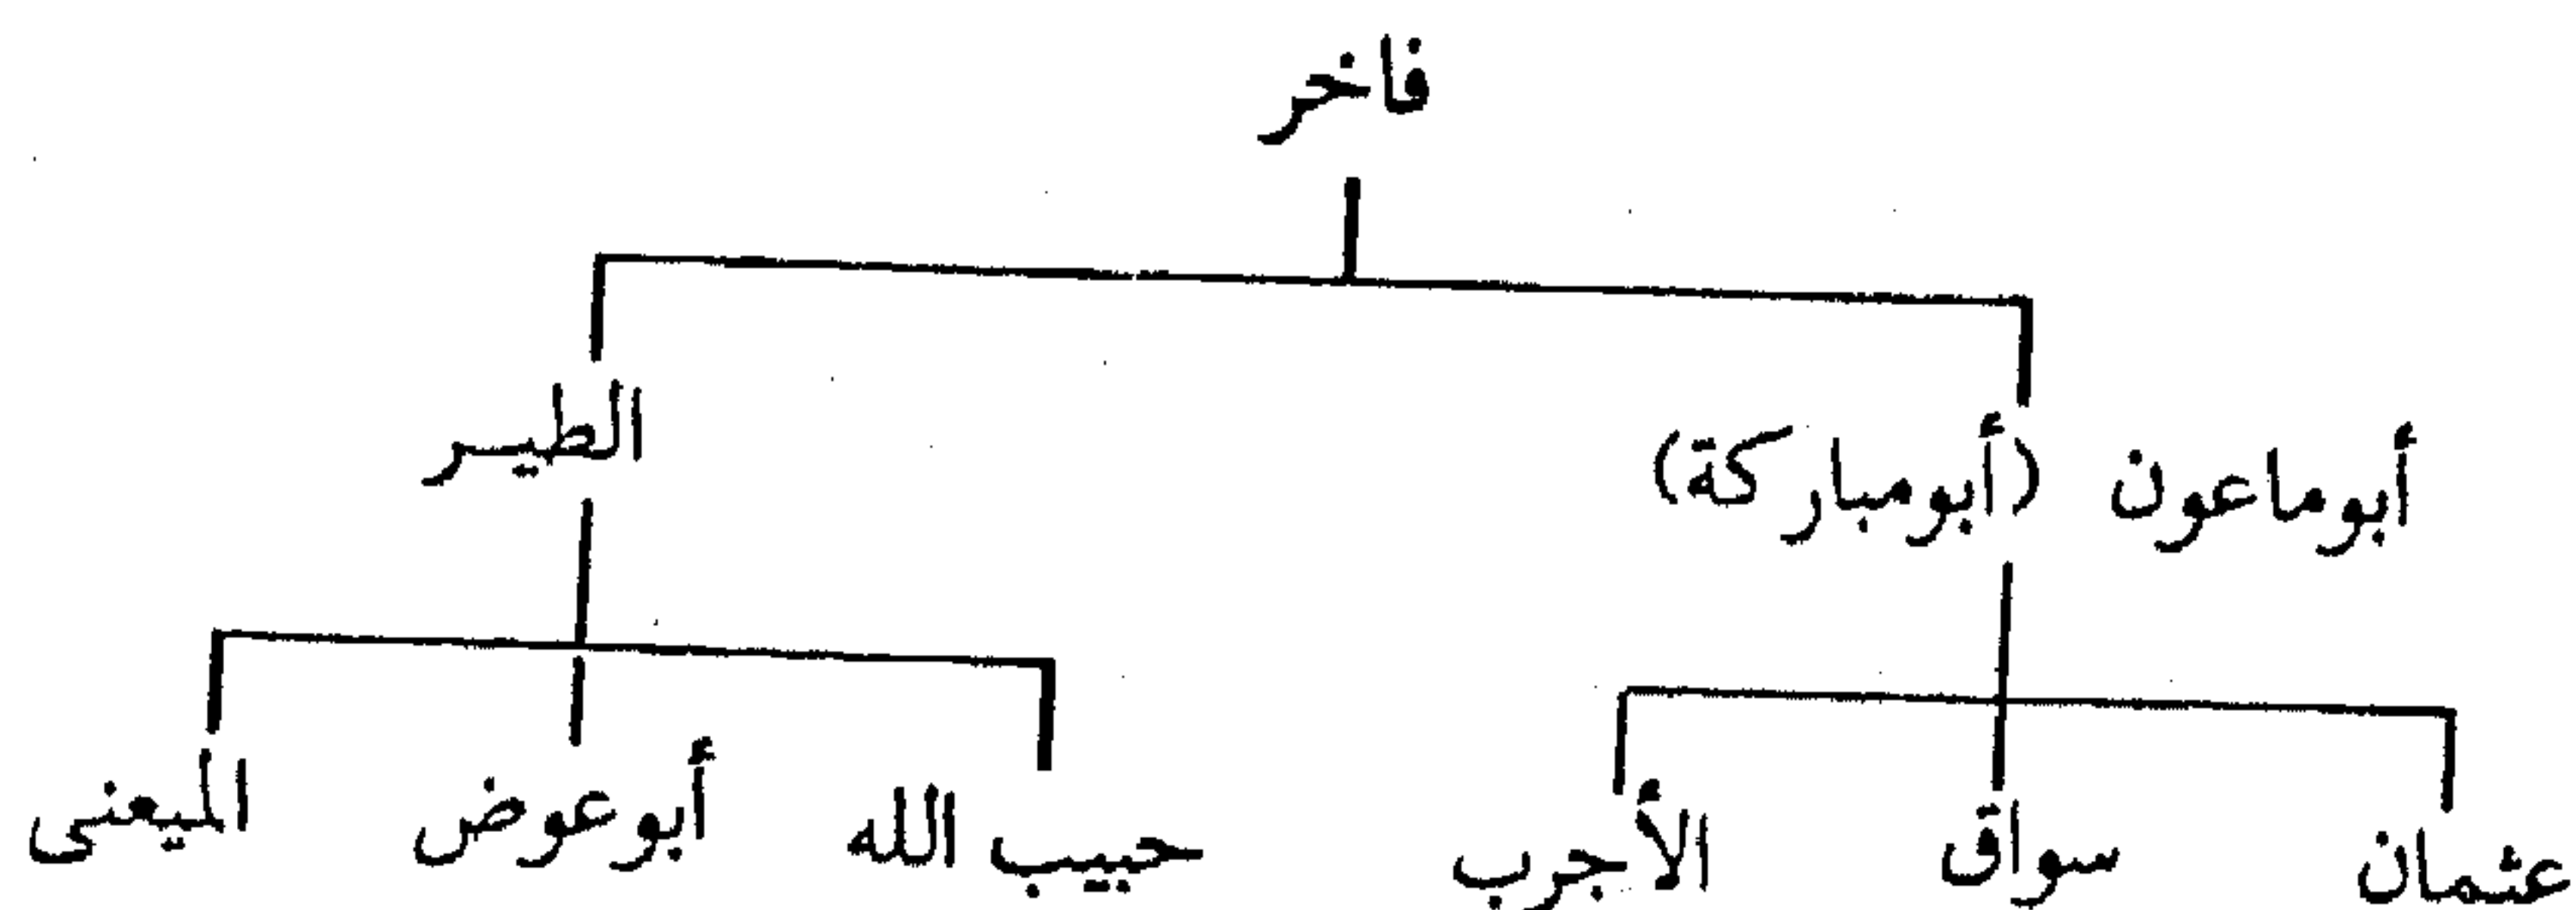 فاخر
أبوماعون (أبومباركة)
الطير
عثمان
سواق
الأجرب
حبيب الله
أبوعوض
الميعنى